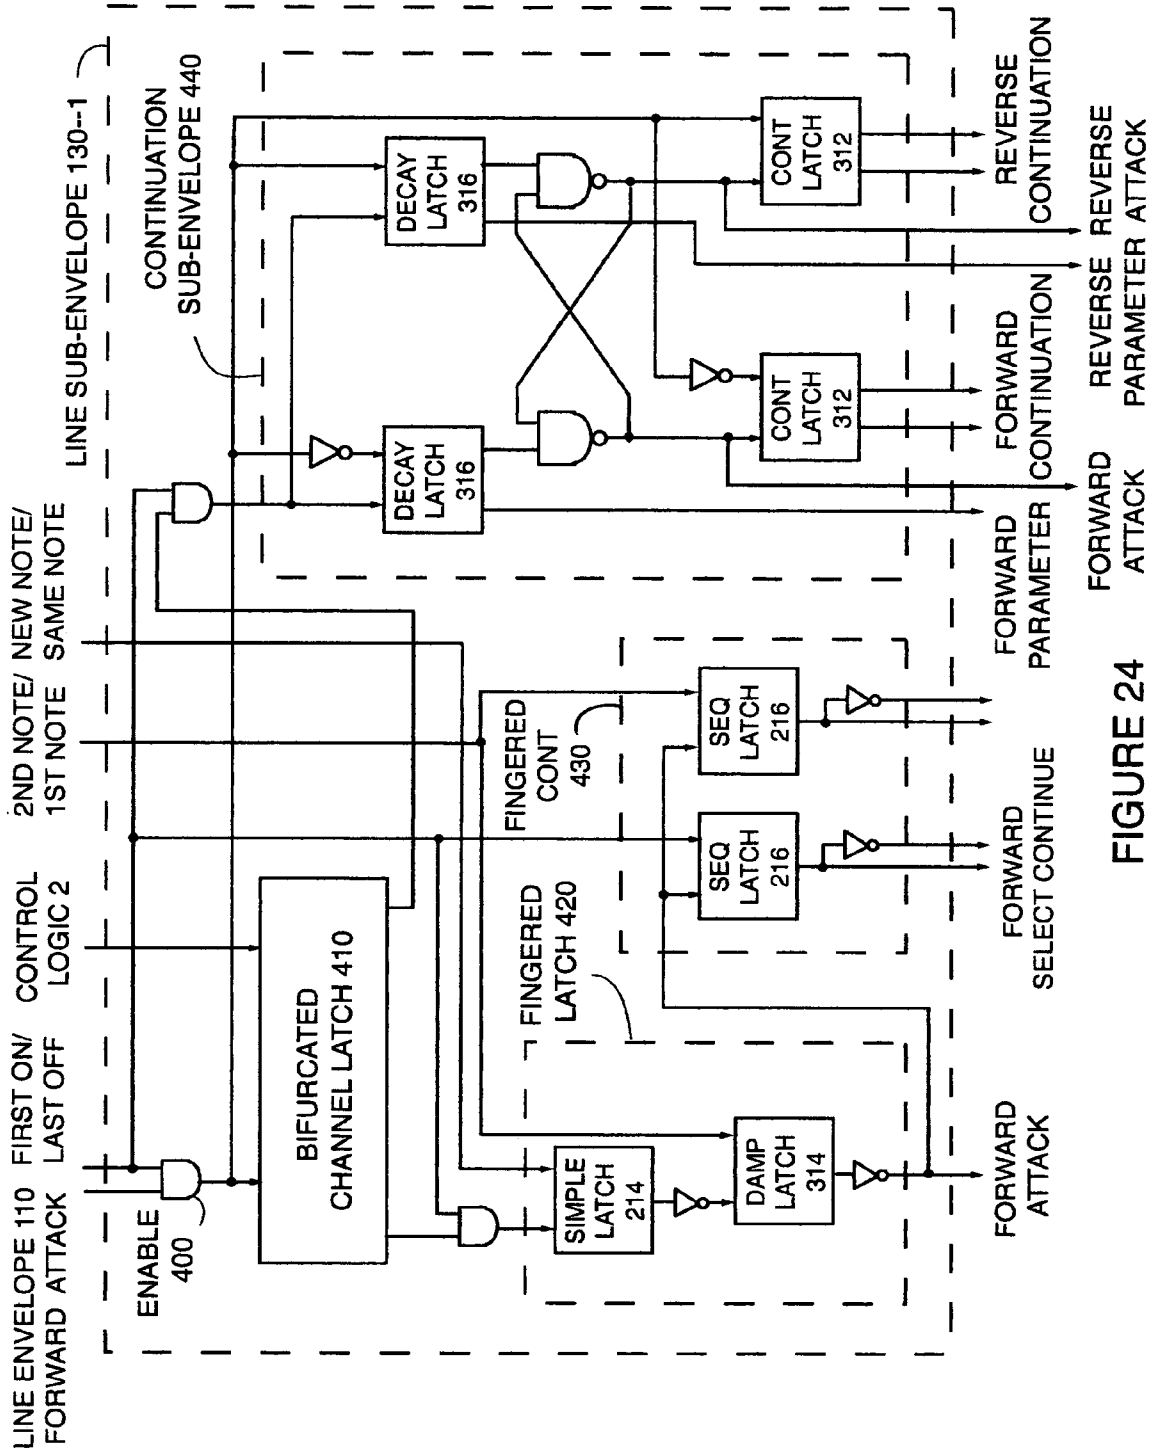 LINE ENVELOPE 110
FORWARD ATTACK
FIRST ON/
LAST OFF
CONTROL
LOGIC 2
2ND NOTE/
1ST NOTE
NEW NOTE/
SAME NOTE
LINE SUB-ENVELOPE 130--1
CONTINUATION
SUB-ENVELOPE 440
ENABLE
400
BIFURCATED
CHANNEL LATCH 410
FINGERED
LATCH 420
FINGERED
CONT
430
SIMPLE
LATCH
214
DAMP
LATCH
314
SEQ
LATCH
216
SEQ
LATCH
216
DECAY
LATCH
316
DECAY
LATCH
316
CONT
LATCH
312
CONT
LATCH
312
FORWARD
ATTACK
FORWARD
SELECT CONTINUE
FORWARD
PARAMETER
FORWARD
CONTINUATION
REVERSE
CONTINUATION
FORWARD
ATTACK
REVERSE
PARAMETER
REVERSE
ATTACK
FIGURE 24